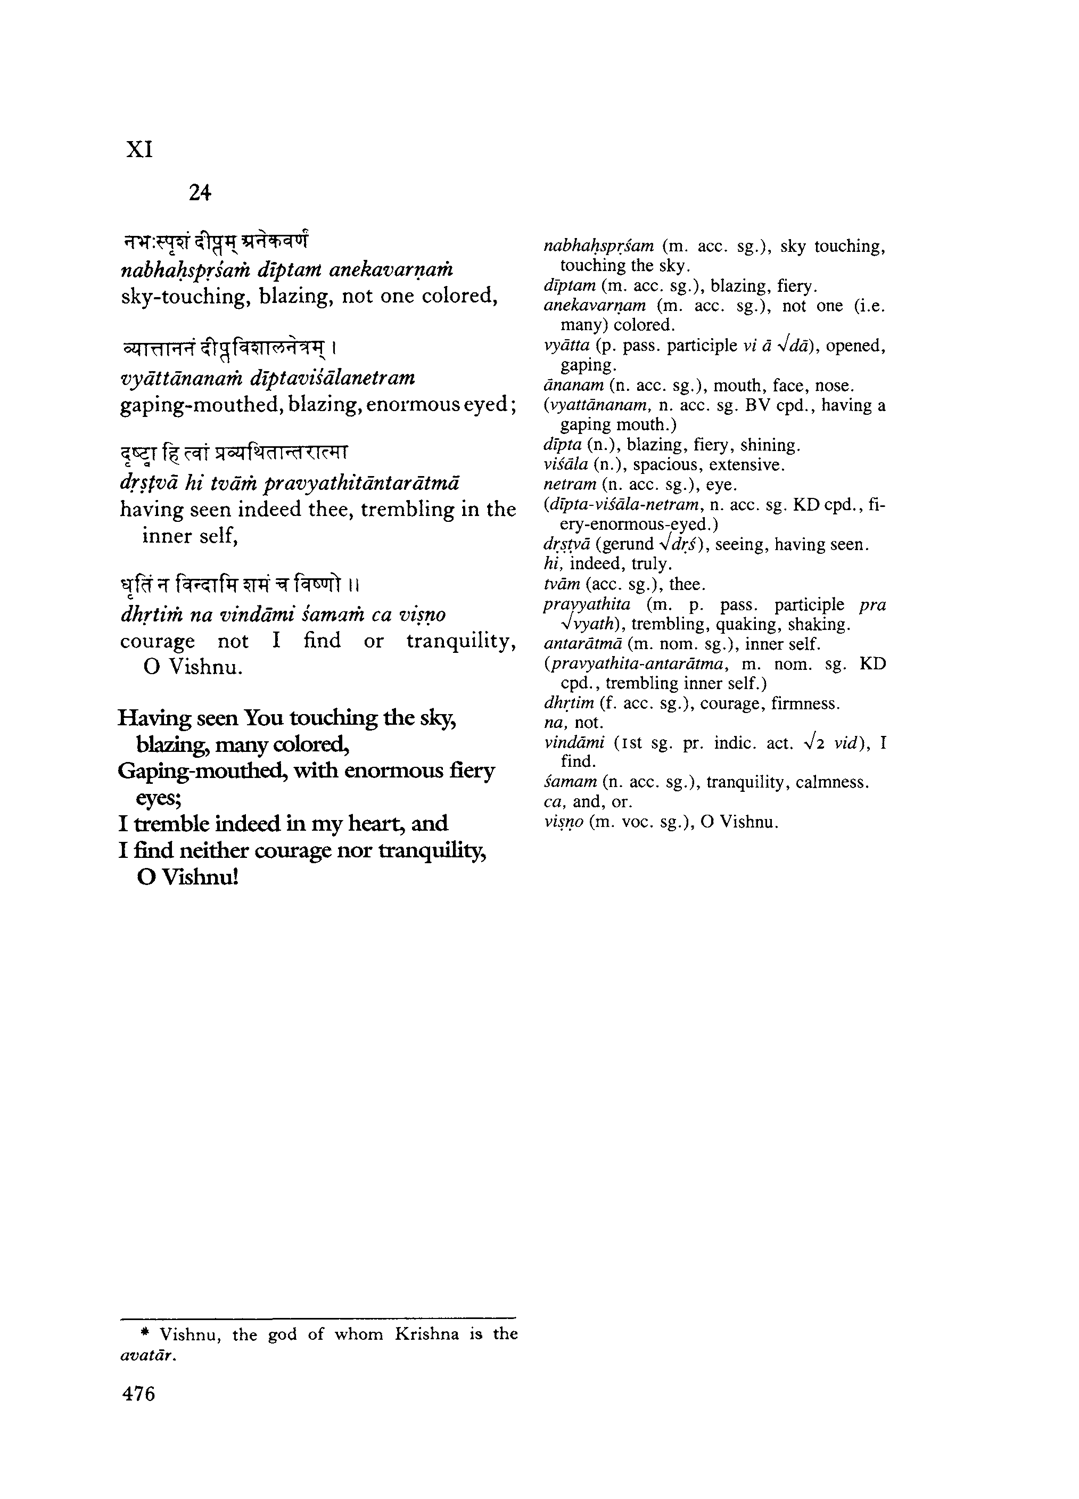 XI
24
नभःस्पृशं दीप्तम् अनेकवर्णं
nabhaḥspṛśaṁ dīptam anekavarṇaṁ
sky-touching, blazing, not one colored,
व्यात्ताननं दीप्तविशालनेत्रम् ।
vyāttānanaṁ dīptaviśālanetram
gaping-mouthed, blazing, enormous eyed;
दृष्ट्वा हि त्वां प्रव्यथितान्तरात्मा
dṛṣṭvā hi tvāṁ pravyathitāntarātmā
having seen indeed thee, trembling in the
inner self,
धृतिं न विन्दामि शमं च विष्णो ।।
dhṛtiṁ na vindāmi śamaṁ ca viṣṇo
courage not I find or tranquility,
O Vishnu.
Having seen You touching the sky,
blazing, many colored,
Gaping-mouthed, with enormous fiery
eyes;
I tremble indeed in my heart, and
I find neither courage nor tranquility,
O Vishnu!
nabhaḥspṛśam (m. acc. sg.), sky touching,
touching the sky.
dīptam (m. acc. sg.), blazing, fiery.
anekavarṇam (m. acc. sg.), not one (i.e.
many) colored.
vyātta (p. pass. participle vi ā √dā), opened,
gaping.
ānanam (n. acc. sg.), mouth, face, nose.
(vyattānanam, n. acc. sg. BV cpd., having a
gaping mouth.)
dīpta (n.), blazing, fiery, shining.
viśāla (n.), spacious, extensive.
netram (n. acc. sg.), eye.
(dīpta-viśāla-netram, n. acc. sg. KD cpd., fi-
ery-enormous-eyed.)
dṛṣṭvā (gerund √dṛś), seeing, having seen.
hi, indeed, truly.
tvām (acc. sg.), thee.
pravyathita (m. p. pass. participle pra
√vyath), trembling, quaking, shaking.
antarātmā (m. nom. sg.), inner self.
(pravyathita-antarātma, m. nom. sg. KD
cpd., trembling inner self.)
dhṛtim (f. acc. sg.), courage, firmness.
na, not.
vindāmi (1st sg. pr. indic. act. √2 vid), I
find.
śamam (n. acc. sg.), tranquility, calmness.
ca, and, or.
viṣṇo (m. voc. sg.), O Vishnu.
* Vishnu, the god of whom Krishna is the
avatār.
476